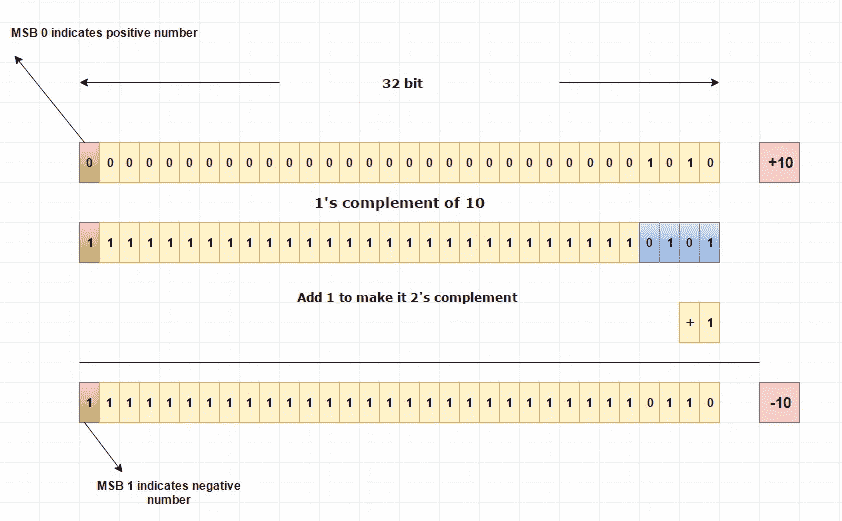 MSB 0 indicates positive number
32 bit
0 0 0 0 0 0 0 0 0 0 0 0 0 0 0 0 0 0 0 0 0 0 0 0 0 0 0 0 1 0 1 0 +10
1's complement of 10
1 1 1 1 1 1 1 1 1 1 1 1 1 1 1 1 1 1 1 1 1 1 1 1 1 1 1 1 0 1 0 1
Add 1 to make it 2's complement
+ 1
1 1 1 1 1 1 1 1 1 1 1 1 1 1 1 1 1 1 1 1 1 1 1 1 1 1 1 1 0 1 1 0 -10
MSB 1 indicates negative
number